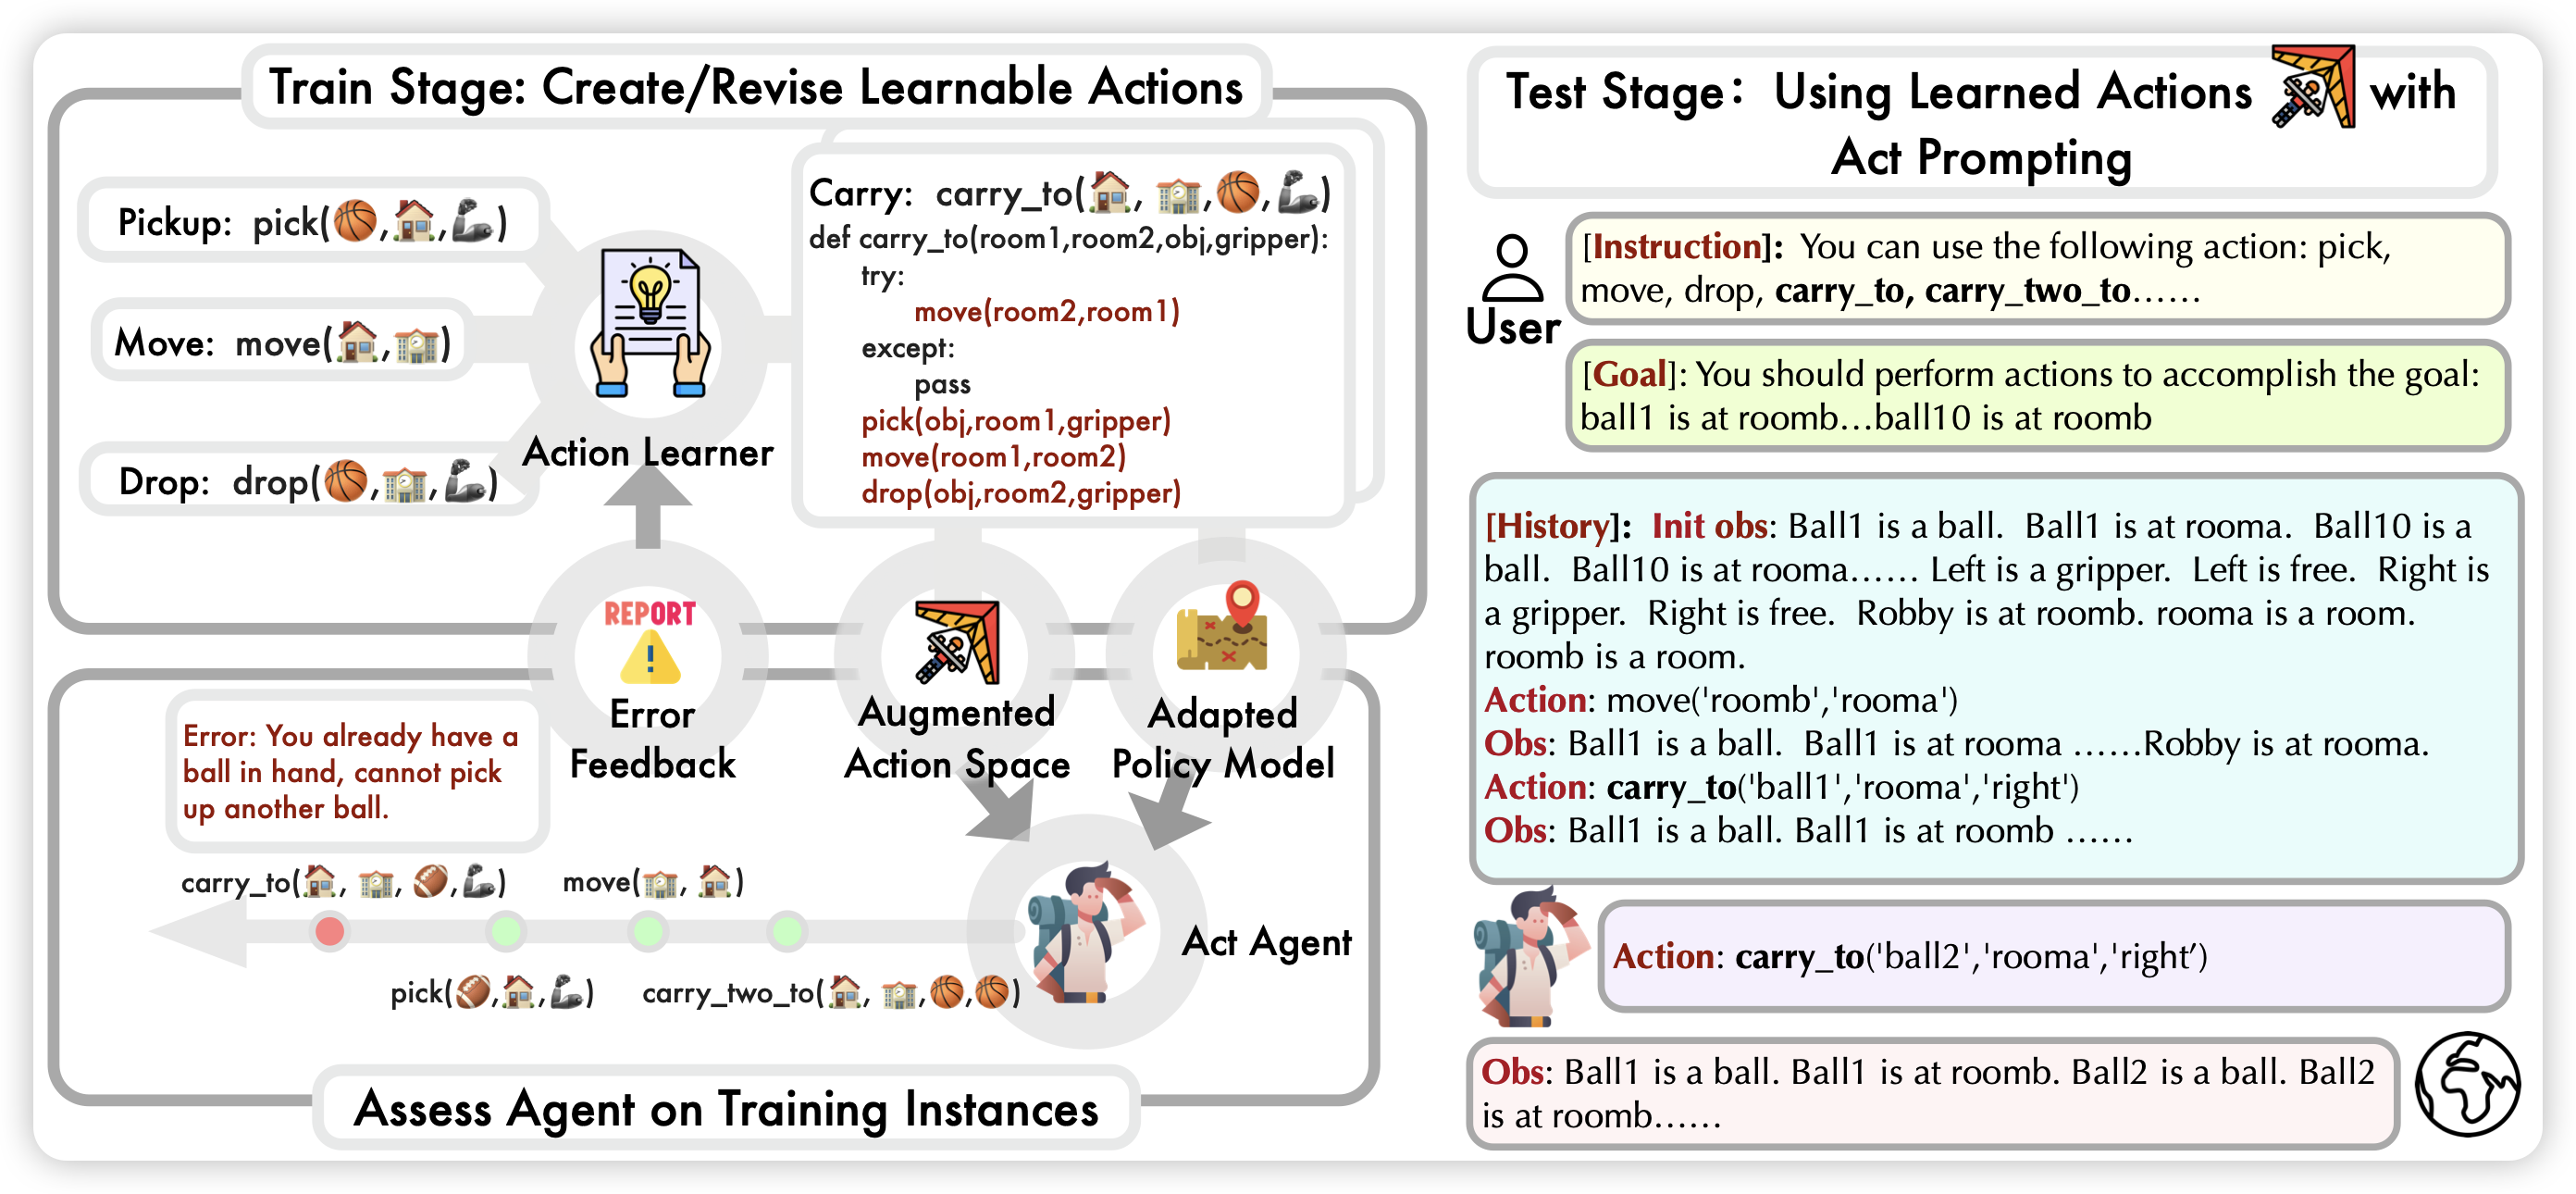 Train Stage: Create/Revise Learnable Actions
Pickup: pick( , , )
Move: move( , )
Drop: drop( , , )
Action Learner
Carry: carry_to( , , , )
def carry_to(room1,room2,obj,gripper):
try:
move(room2,room1)
except:
pass
pick(obj,room1,gripper)
move(room1,room2)
drop(obj,room2,gripper)
REPORT
!
Error
Feedback
Augmented
Action Space
Adapted
Policy Model
Error: You already have a
ball in hand, cannot pick
up another ball.
carry_to( , , , )
move( , )
pick( , , )
carry_two_to( , , , )
Act Agent
Assess Agent on Training Instances
Test Stage: Using Learned Actions with
Act Prompting
User
[Instruction]: You can use the following action: pick,
move, drop, carry_to, carry_two_to......
[Goal]: You should perform actions to accomplish the goal:
ball1 is at roomb...ball10 is at roomb
[History]: Init obs: Ball1 is a ball. Ball1 is at rooma. Ball10 is a
ball. Ball10 is at rooma...... Left is a gripper. Left is free. Right is
a gripper. Right is free. Robby is at roomb. rooma is a room.
roomb is a room.
Action: move('roomb','rooma')
Obs: Ball1 is a ball. Ball1 is at rooma ......Robby is at rooma.
Action: carry_to('ball1','rooma','right')
Obs: Ball1 is a ball. Ball1 is at roomb ......
Action: carry_to('ball2','rooma','right’)
Obs: Ball1 is a ball. Ball1 is at roomb. Ball2 is a ball. Ball2
is at roomb......